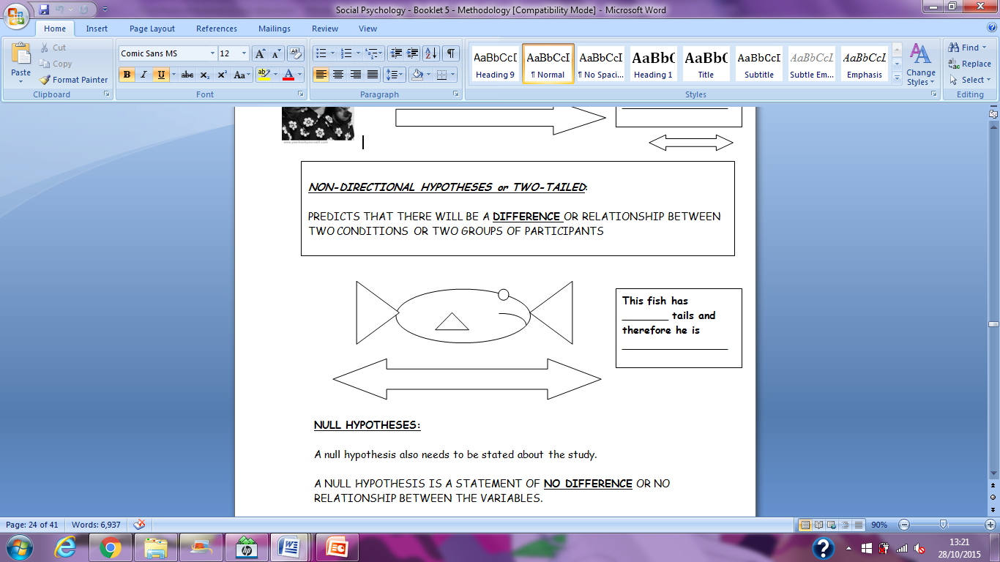 Social Psychology - Booklet 5 - Methodology [Compatibility Mode] - Microsoft Word
Home Insert Page Layout References Mailings Review View
Paste
Cut
Copy
Format Painter
Clipboard
Comic Sans MS 12
B I U abc x₂ x² Aa
Font
Paragraph
AaBbCcI AaBbCcI AaBbCcI AaBbC AaBbC AaBbCcI AaBbCcI AaBbCcI
Heading 9 ¶ Normal ¶ No Spaci... Heading 1 Title Subtitle Subtle Em... Emphasis
Change Styles
Styles
Find
Replace
Select
Editing
NON-DIRECTIONAL HYPOTHESES or TWO-TAILED:
PREDICTS THAT THERE WILL BE A DIFFERENCE OR RELATIONSHIP BETWEEN
TWO CONDITIONS OR TWO GROUPS OF PARTICIPANTS
This fish has
________ tails and
therefore he is
__________________
NULL HYPOTHESES:
A null hypothesis also needs to be stated about the study.
A NULL HYPOTHESIS IS A STATEMENT OF NO DIFFERENCE OR NO
RELATIONSHIP BETWEEN THE VARIABLES.
Page: 24 of 41 Words: 6,937 90%
13:21
28/10/2015